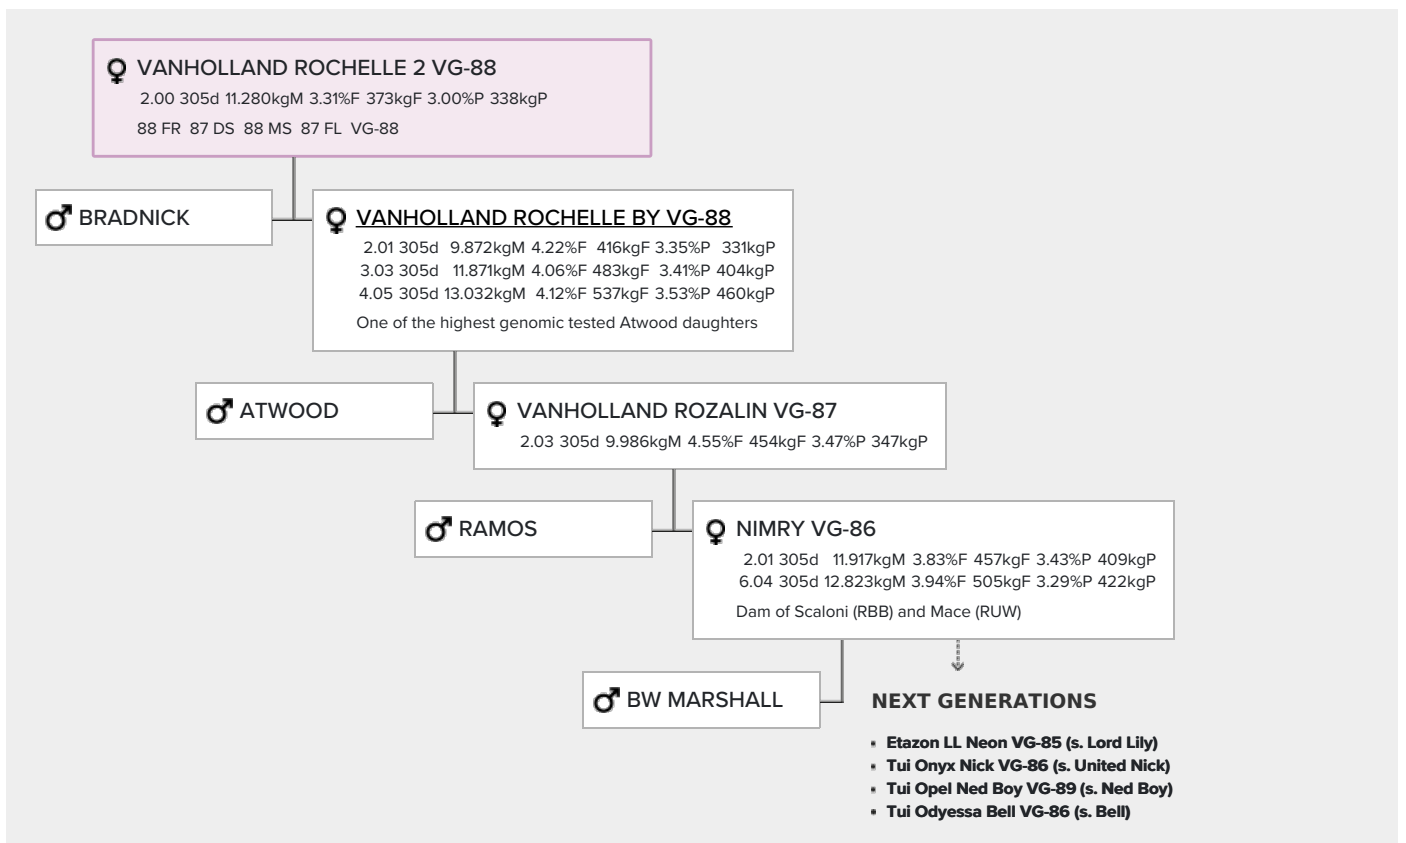 VANHOLLAND ROCHELLE 2 VG-88
2.00 305d 11.280kgM 3.31%F 373kgF 3.00%P 338kgP
88 FR 87 DS 88 MS 87 FL VG-88
BRADNICK
VANHOLLAND ROCHELLE BY VG-88
2.01 305d 9.872kgM 4.22%F 416kgF 3.35%P 331kgP
3.03 305d 11.871kgM 4.06%F 483kgF 3.41%P 404kgP
4.05 305d 13.032kgM 4.12%F 537kgF 3.53%P 460kgP
One of the highest genomic tested Atwood daughters
ATWOOD
VANHOLLAND ROZALIN VG-87
2.03 305d 9.986kgM 4.55%F 454kgF 3.47%P 347kgP
RAMOS
NIMRY VG-86
2.01 305d 11.917kgM 3.83%F 457kgF 3.43%P 409kgP
6.04 305d 12.823kgM 3.94%F 505kgF 3.29%P 422kgP
Dam of Scaloni (RBB) and Mace (RUW)
BW MARSHALL
NEXT GENERATIONS
Etazon LL Neon VG-85 (s. Lord Lily)
Tui Onyx Nick VG-86 (s. United Nick)
Tui Opel Ned Boy VG-89 (s. Ned Boy)
Tui Odyessa Bell VG-86 (s. Bell)